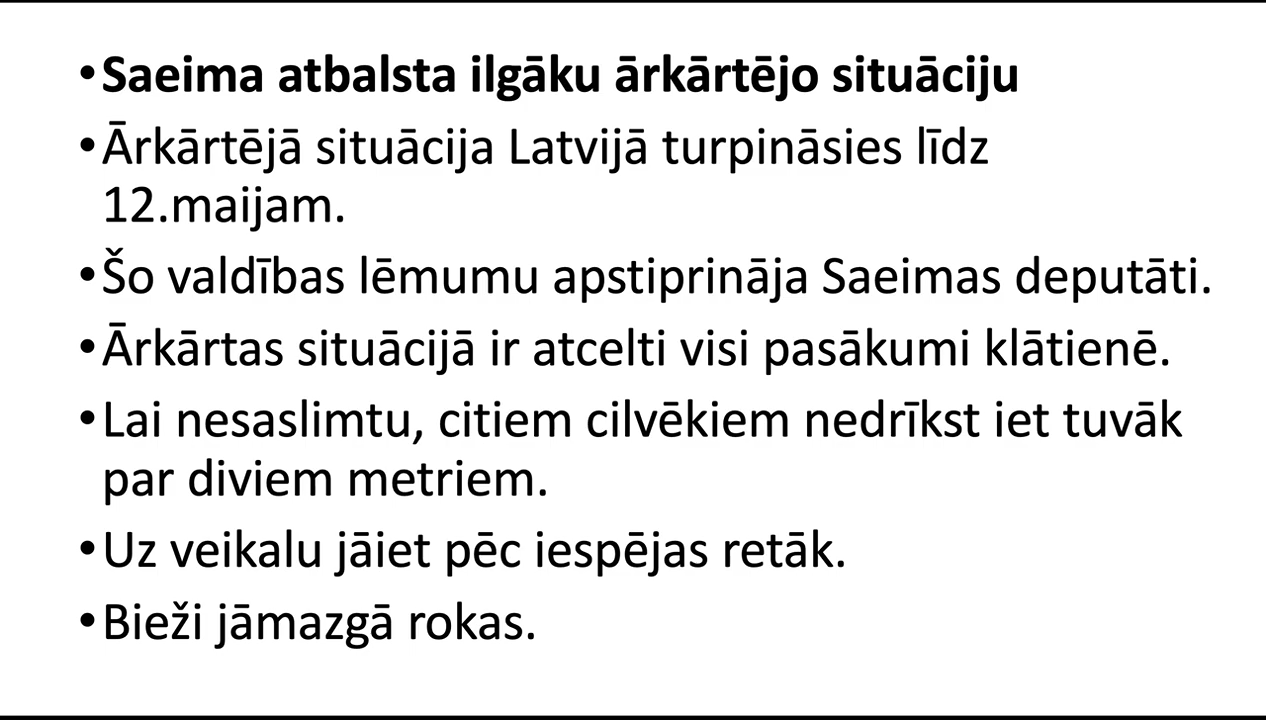 •Saeima atbalsta ilgāku ārkārtējo situāciju
•Ārkārtējā situācija Latvijā turpināsies līdz
12.maijam.
•Šo valdības lēmumu apstiprināja Saeimas deputāti.
•Ārkārtas situācijā ir atcelti visi pasākumi klātienē.
•Lai nesaslimtu, citiem cilvēkiem nedrīkst iet tuvāk
par diviem metriem.
•Uz veikalu jāiet pēc iespējas retāk.
•Bieži jāmazgā rokas.